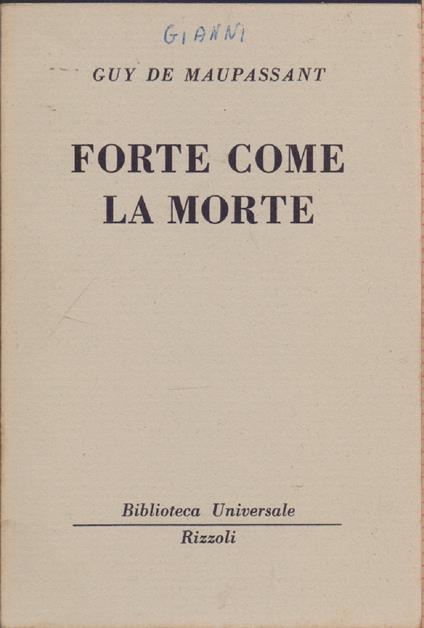 GIANNI
GUY DE MAUPASSANT
FORTE COME
LA MORTE
Biblioteca Universale
Rizzoli